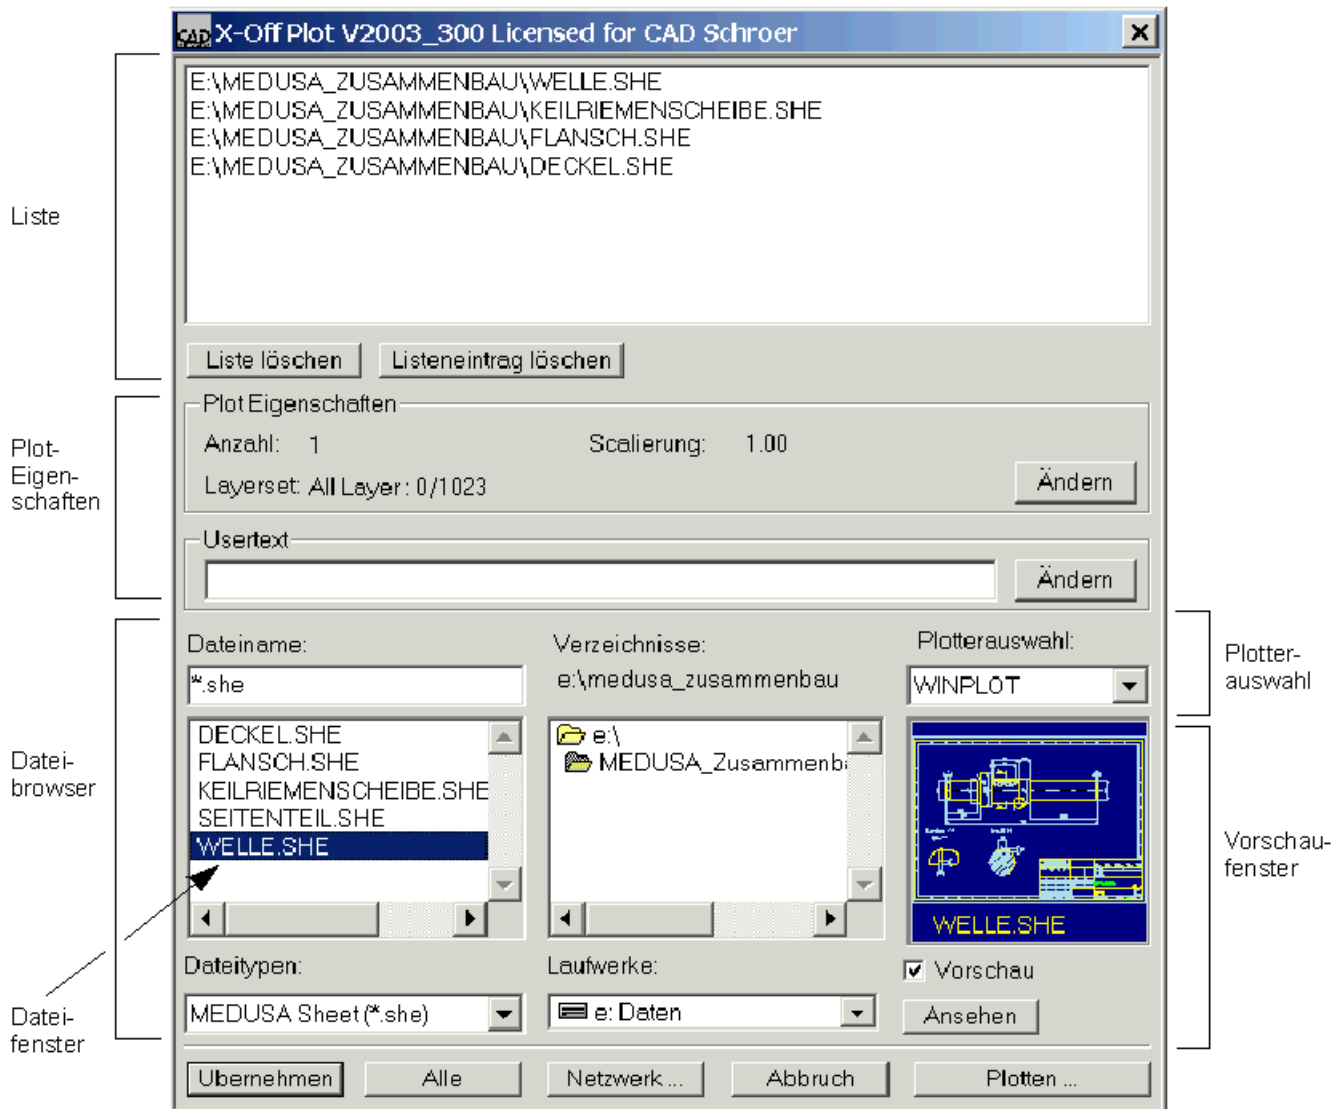 CAD X-Off Plot V2003_300 Licensed for CAD Schroer
E:\MEDUSA_ZUSAMMENBAU\WELLE.SHE
E:\MEDUSA_ZUSAMMENBAU\KEILRIEMENSCHEIBE.SHE
E:\MEDUSA_ZUSAMMENBAU\FLANSCH.SHE
E:\MEDUSA_ZUSAMMENBAU\DECKEL.SHE
Liste
Liste löschen
Listeneintrag löschen
Plot Eigenschaften
Anzahl: 1
Scalierung: 1.00
Layerset: All Layer: 0/1023
Ändern
Plot-
Eigen-
schaften
Usertext
Ändern
Dateiname:
*.she
DECKEL.SHE
FLANSCH.SHE
KEILRIEMENSCHEIBE.SHE
SEITENTEIL.SHE
WELLE.SHE
Datei-
browser
Verzeichnisse:
e:\medusa_zusammenbau
e:\
MEDUSA_Zusammenba
Plotterauswahl:
WINPLOT
Plotter-
auswahl
WELLE.SHE
Vorschau-
fenster
Dateitypen:
MEDUSA Sheet (*.she)
Laufwerke:
e: Daten
Vorschau
Ansehen
Datei-
fenster
Ubernehmen
Alle
Netzwerk ...
Abbruch
Plotten ...